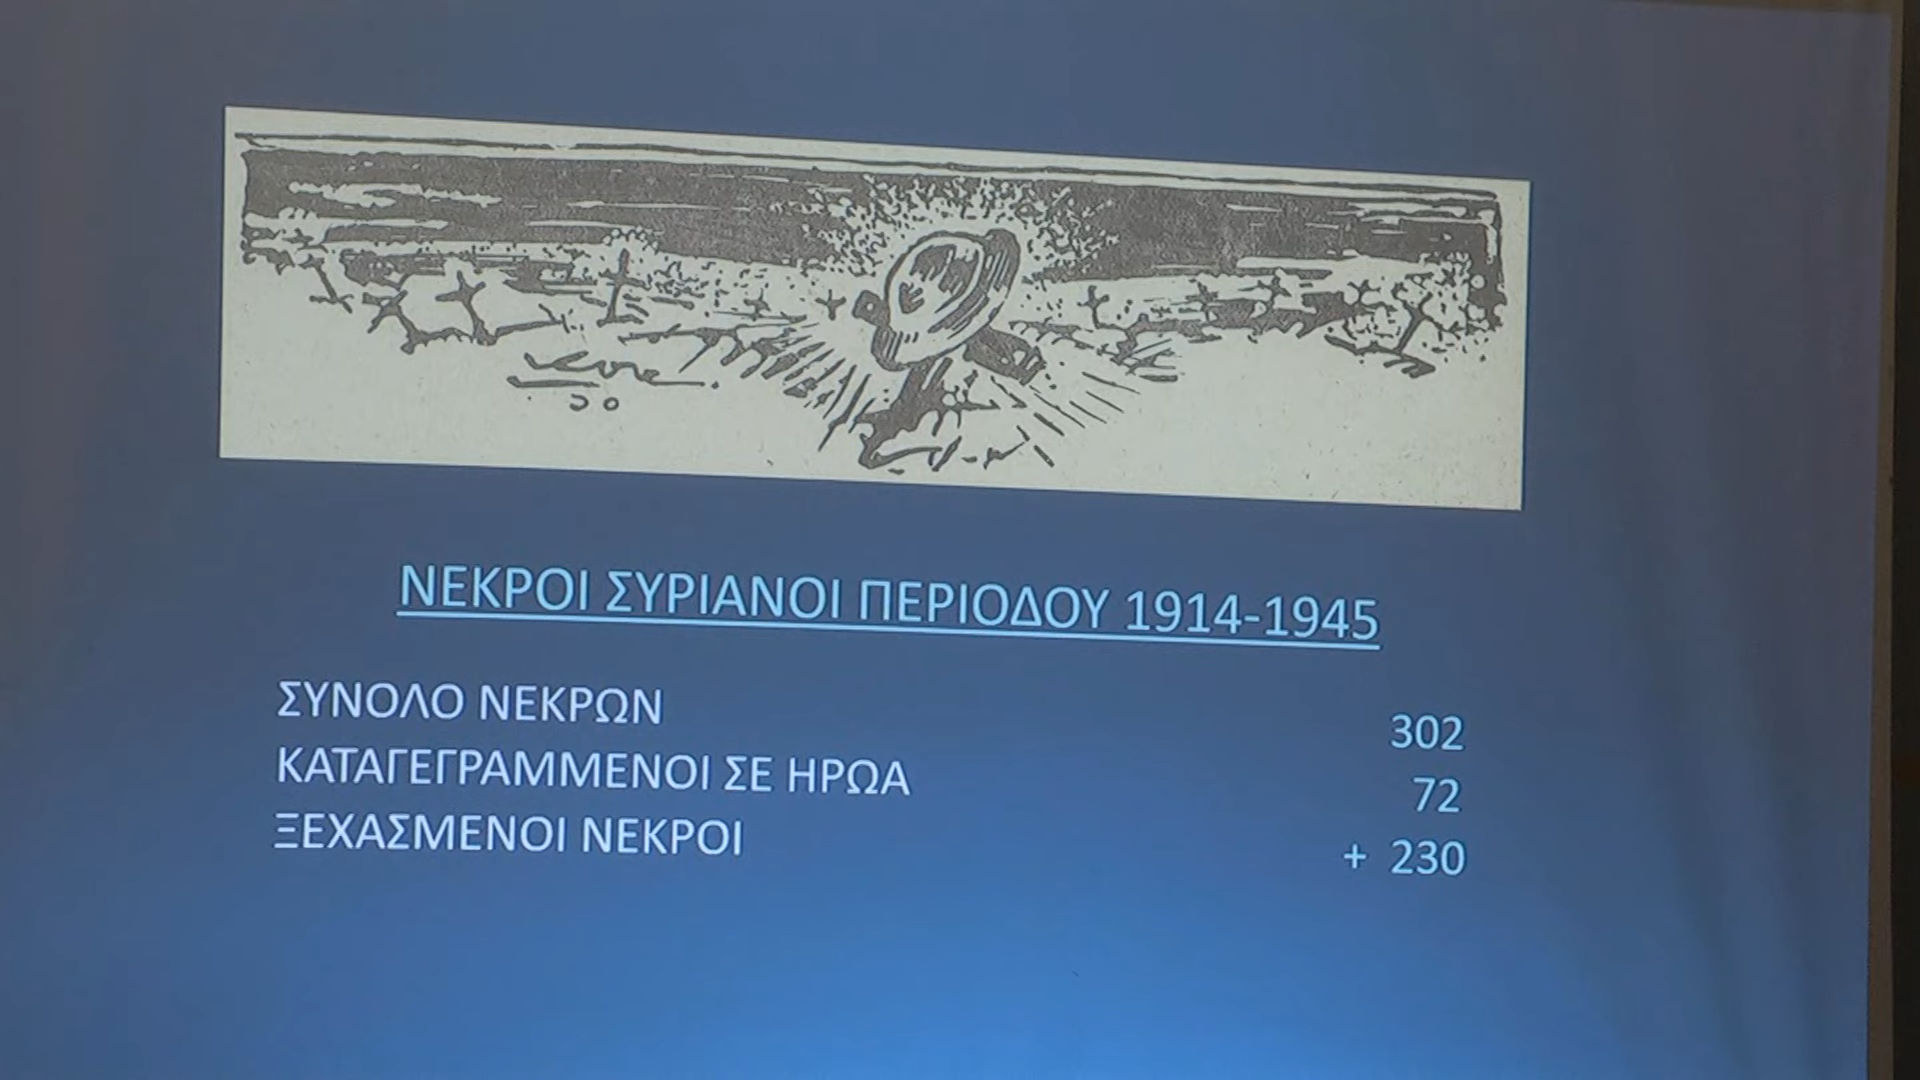 ΝΕΚΡΟΙ ΣΥΡΙΑΝΟΙ ΠΕΡΙΟΔΟΥ 1914-1945
ΣΥΝΟΛΟ ΝΕΚΡΩΝ 302
ΚΑΤΑΓΕΓΡΑΜΜΕΝΟΙ ΣΕ ΗΡΩΑ 72
ΞΕΧΑΣΜΕΝΟΙ ΝΕΚΡΟΙ + 230